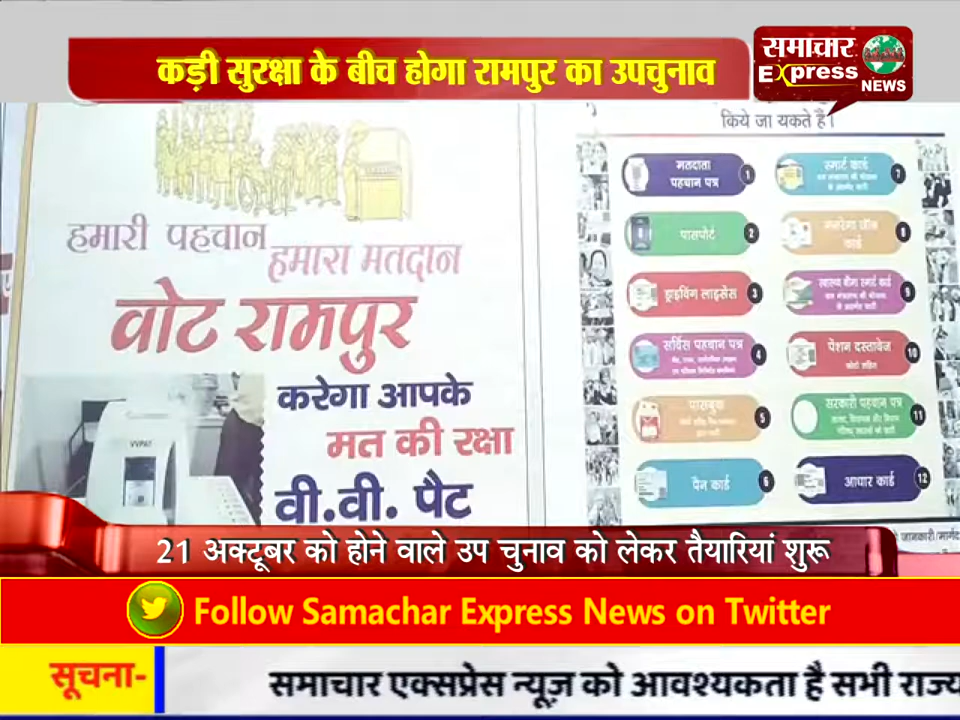 कड़ी सुरक्षा के बीच होगा रामपुर का उपचुनाव
समाचार
Express
NEWS
किये जा यकते हैं।
हमारी पहचान
हमारा मतदान
वोट रामपुर
करेगा आपके
मत की रक्षा
वी.वी. पैट
VVPAT
मतदाता
पहचान पत्र
1
पासपोर्ट
2
ड्राइविंग लाइसेंस
3
सर्विस पहचान पत्र
4
पासबुक
5
पैन कार्ड
6
स्मार्ट कार्ड
7
मनरेगा जॉब
कार्ड
8
स्वास्थ्य बीमा स्मार्ट कार्ड
9
पेंशन दस्तावेज
फोटो सहित
10
सरकारी पहचान पत्र
11
आधार कार्ड
12
21 अक्टूबर को होने वाले उप चुनाव को लेकर तैयारियां शुरू
Follow Samachar Express News on Twitter
सूचना-
समाचार एक्सप्रेस न्यूज़ को आवश्यकता है सभी राज्य